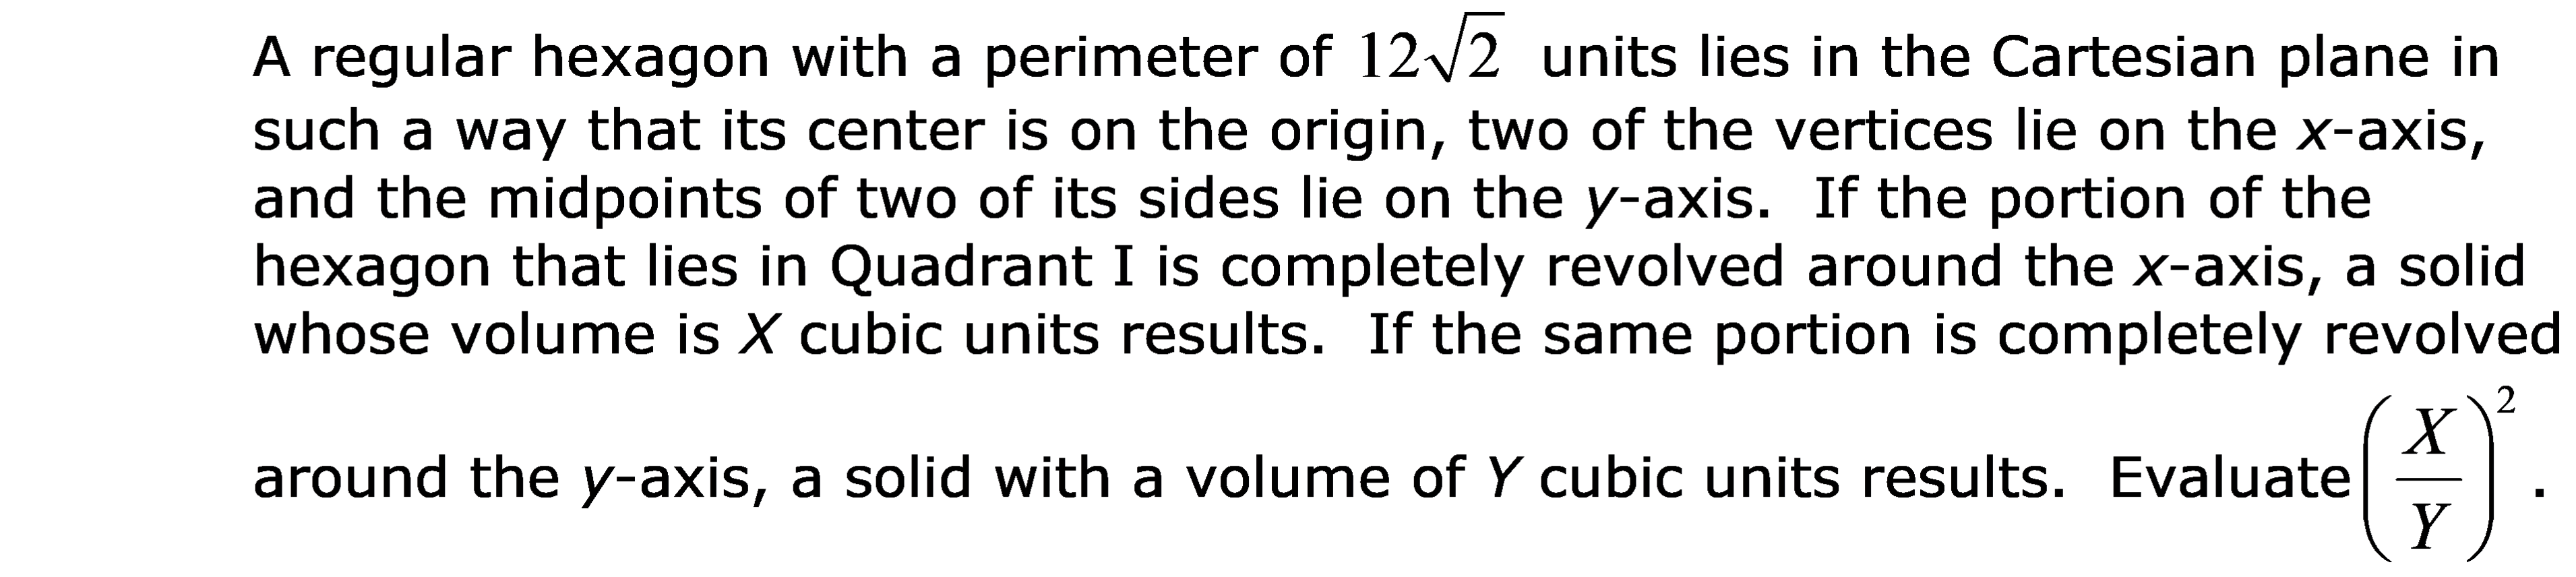 A regular hexagon with a perimeter of 12√2 units lies in the Cartesian plane in
such a way that its center is on the origin, two of the vertices lie on the x-axis,
and the midpoints of two of its sides lie on the y-axis. If the portion of the
hexagon that lies in Quadrant I is completely revolved around the x-axis, a solid
whose volume is X cubic units results. If the same portion is completely revolved
around the y-axis, a solid with a volume of Y cubic units results. Evaluate (X/Y)².